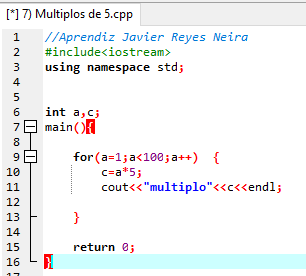 [*] 7) Multiplos de 5.cpp
1 //Aprendiz Javier Reyes Neira
2 #include<iostream>
3 using namespace std;
4
5
6 int a,c;
7 main(){
8
9 for(a=1;a<100;a++) {
10 c=a*5;
11 cout<<"multiplo"<<c<<endl;
12
13 }
14
15 return 0;
16 }